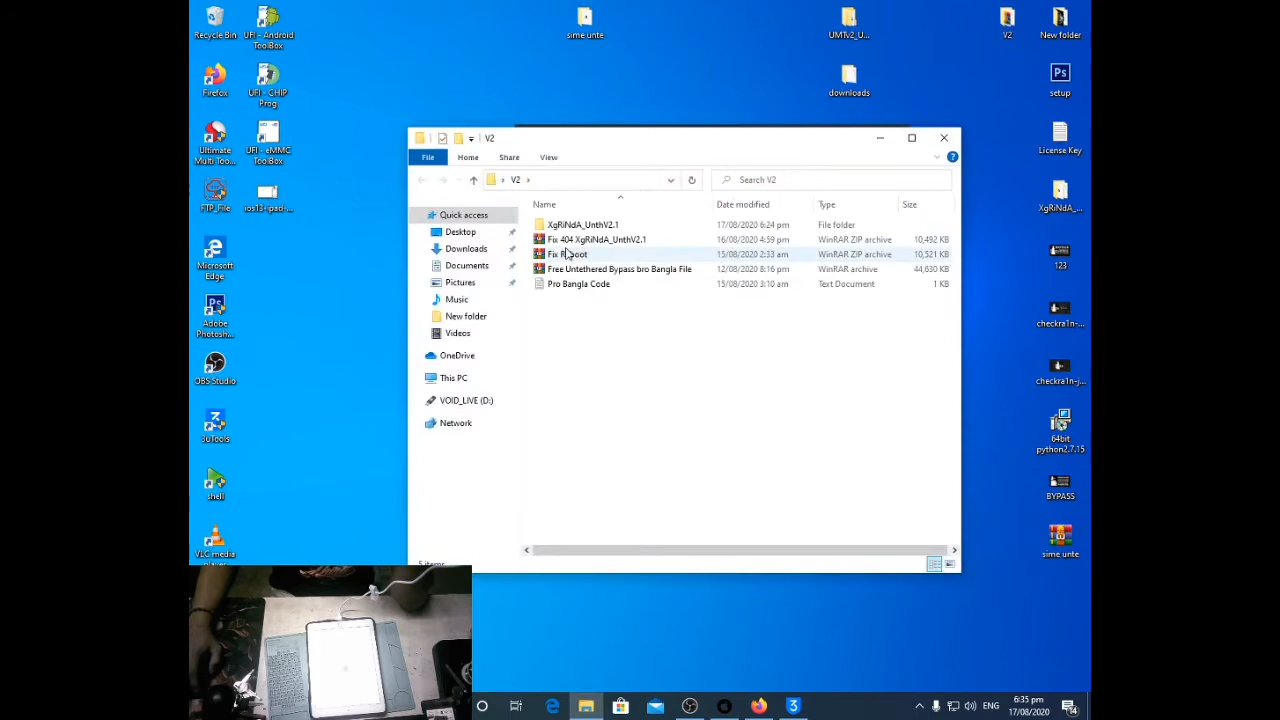 Recycle Bin
UFI - Android
ToolBox
sime unte
UMTv2_U...
V2
New folder
Firefox
UFI - CHIP
Prog
downloads
Ps
setup
V2
Ultimate
Multi Too...
UFI - eMMC
ToolBox
License Key
File
Home
Share
View
V2
Search V2
FTP_File
ios13-ipad-...
XgRiNdA_...
Name
Date modified
Type
Size
Quick access
XgRiNdA_UnthV2.1
17/08/2020 6:24 pm
File folder
Desktop
Fix 404 XgRiNdA_UnthV2.1
16/08/2020 4:59 pm
WinRAR ZIP archive
10,492 KB
Downloads
15/08/2020 2:33 am
WinRAR ZIP archive
10,521 KB
Documents
Free Untethered Bypass bro Bangla File
12/08/2020 8:16 pm
WinRAR archive
44,630 KB
Pictures
Pro Bangla Code
15/08/2020 3:10 am
Text Document
1 KB
Microsoft
Edge
123
Music
New folder
Videos
Adobe
Photosh...
Ps
checkra1n-...
OneDrive
This PC
OBS Studio
checkra1n-j...
VOID_LIVE (D:)
Network
3uTools
64bit
python2.7.15
shell
BYPASS
VLC media
player
sime unte
5 items
ENG
6:35 pm
17/08/2020
14